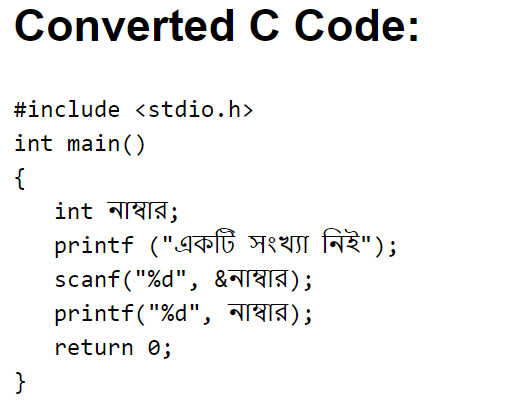 Converted C Code:
#include <stdio.h>
int main()
{
int নাম্বার;
printf ("একটি সংখ্যা নিই");
scanf("%d", &নাম্বার);
printf("%d", নাম্বার);
return 0;
}